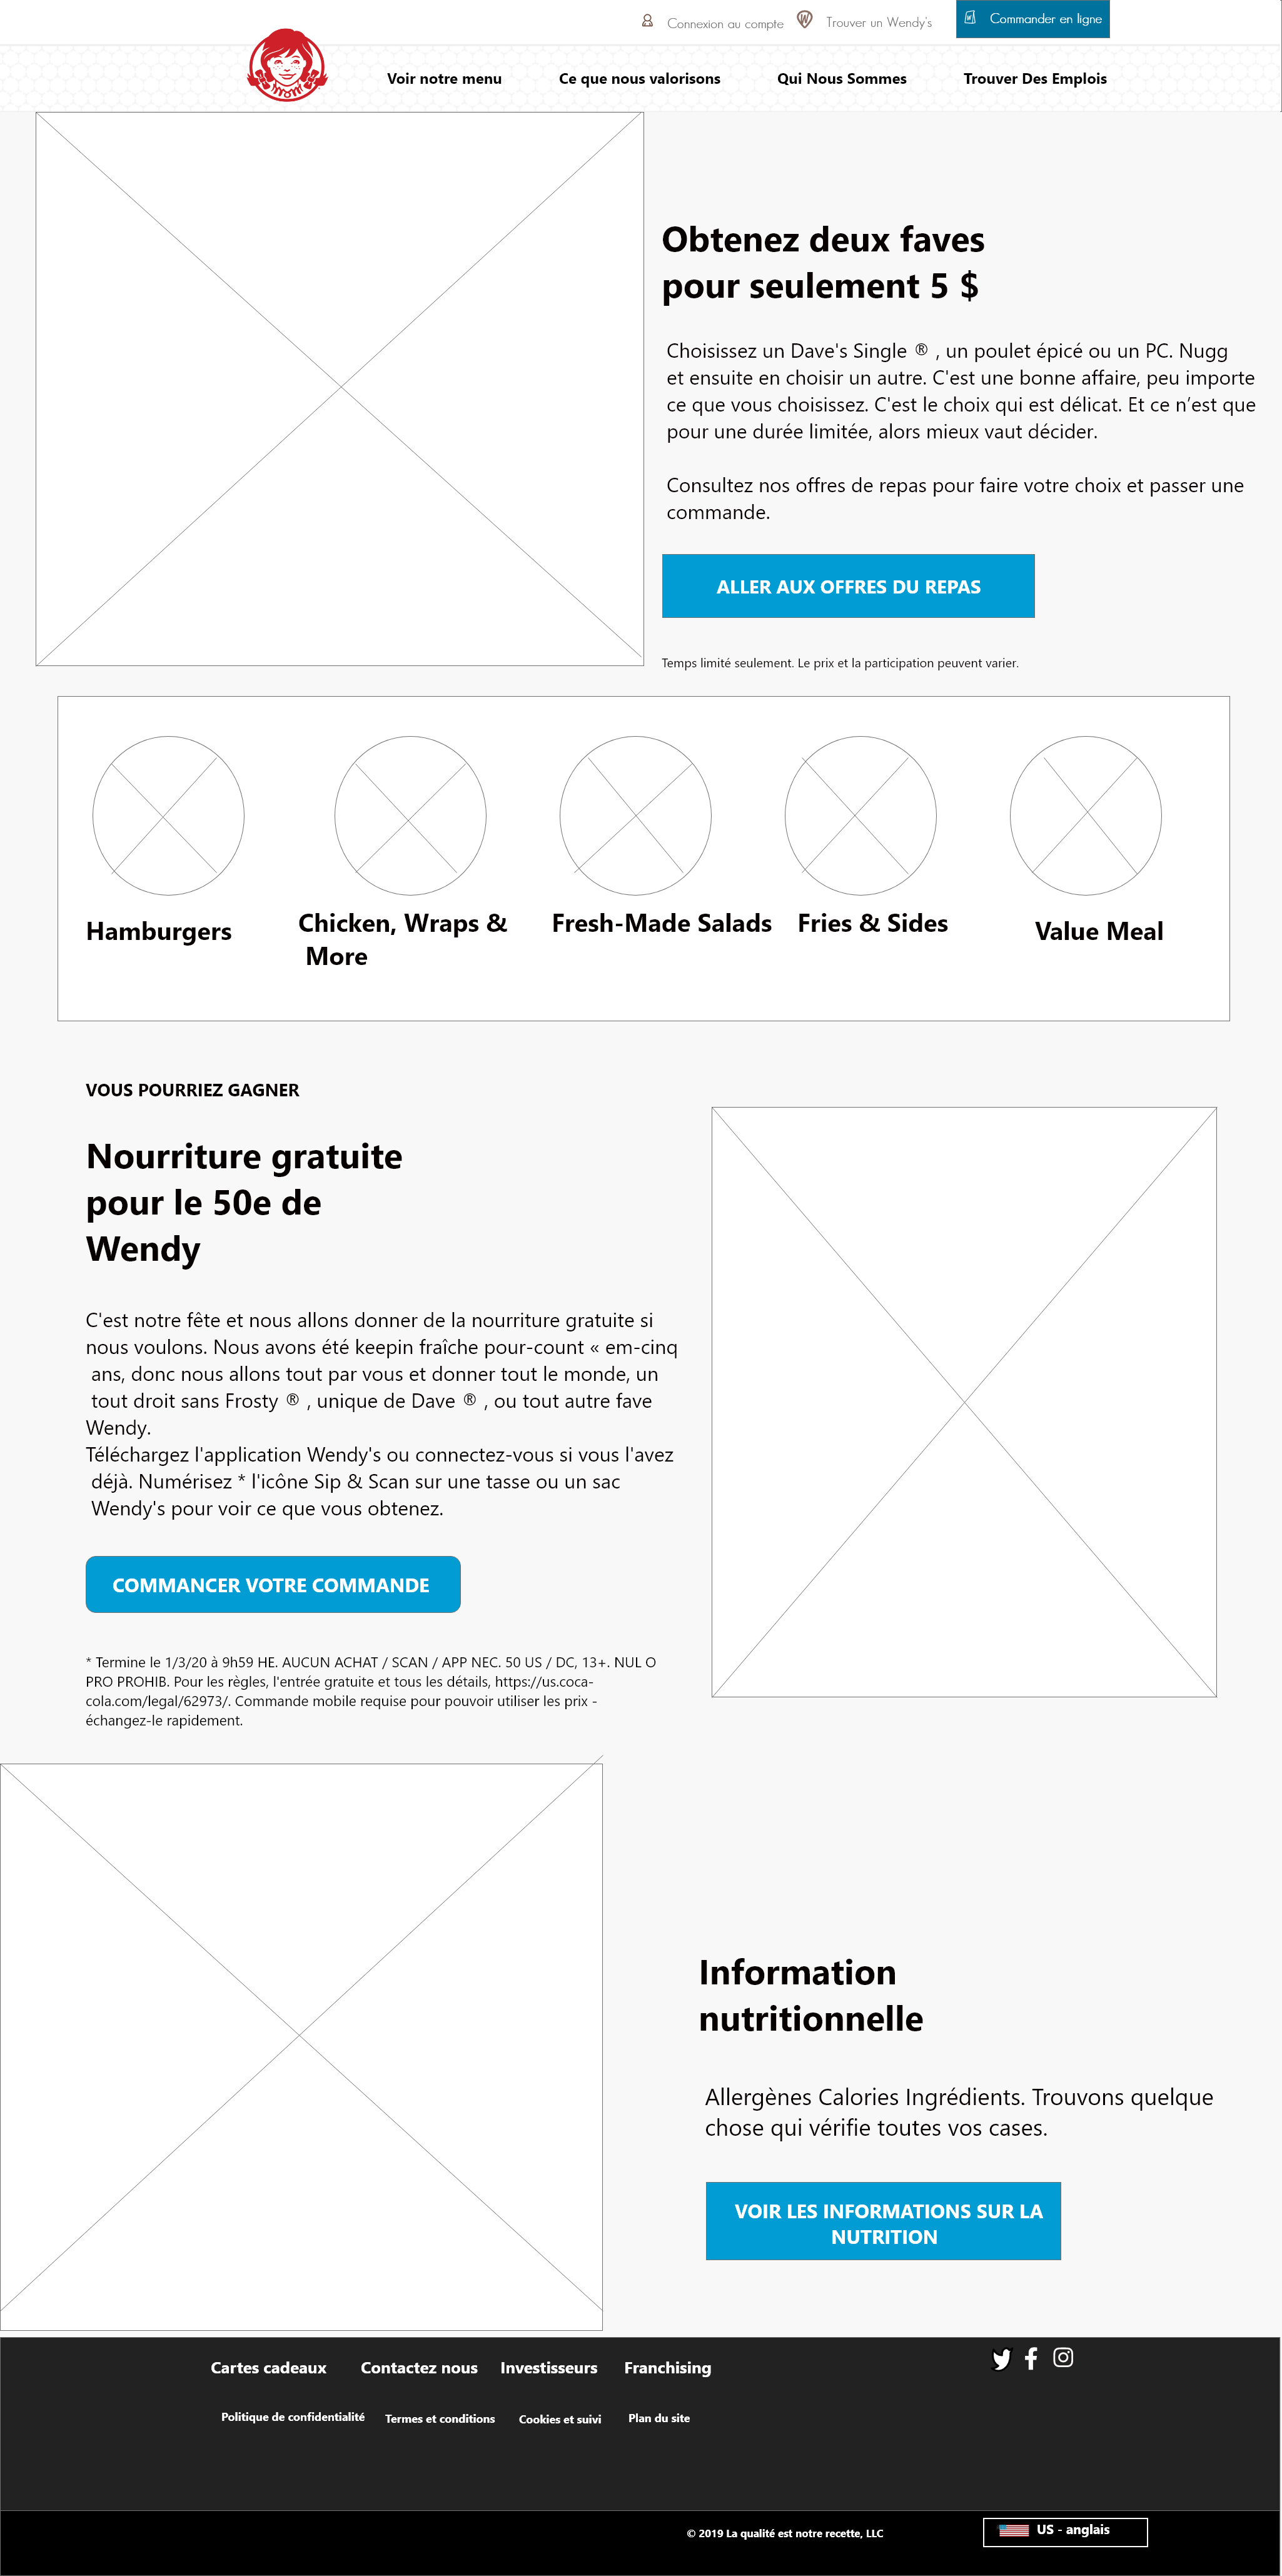 Connexion au compte
Trouver un Wendy's
Commander en ligne
Voir notre menu
Ce que nous valorisons
Qui Nous Sommes
Trouver Des Emplois
Obtenez deux faves
pour seulement 5 $
Choisissez un Dave's Single ® , un poulet épicé ou un PC. Nugg
et ensuite en choisir un autre. C'est une bonne affaire, peu importe
ce que vous choisissez. C'est le choix qui est délicat. Et ce n’est que
pour une durée limitée, alors mieux vaut décider.
Consultez nos offres de repas pour faire votre choix et passer une
commande.
ALLER AUX OFFRES DU REPAS
Temps limité seulement. Le prix et la participation peuvent varier.
Hamburgers
Chicken, Wraps &
More
Fresh-Made Salads
Fries & Sides
Value Meal
VOUS POURRIEZ GAGNER
Nourriture gratuite
pour le 50e de
Wendy
C'est notre fête et nous allons donner de la nourriture gratuite si
nous voulons. Nous avons été keepin fraîche pour-count « em-cinq
ans, donc nous allons tout par vous et donner tout le monde, un
tout droit sans Frosty ® , unique de Dave ® , ou tout autre fave
Wendy.
Téléchargez l'application Wendy's ou connectez-vous si vous l'avez
déjà. Numérisez * l'icône Sip & Scan sur une tasse ou un sac
Wendy's pour voir ce que vous obtenez.
COMMANCER VOTRE COMMANDE
* Termine le 1/3/20 à 9h59 HE. AUCUN ACHAT / SCAN / APP NEC. 50 US / DC, 13+. NUL O
PRO PROHIB. Pour les règles, l'entrée gratuite et tous les détails, https://us.coca-
cola.com/legal/62973/. Commande mobile requise pour pouvoir utiliser les prix -
échangez-le rapidement.
Information
nutritionnelle
Allergènes Calories Ingrédients. Trouvons quelque
chose qui vérifie toutes vos cases.
VOIR LES INFORMATIONS SUR LA
NUTRITION
Cartes cadeaux
Contactez nous
Investisseurs
Franchising
Politique de confidentialité
Termes et conditions
Cookies et suivi
Plan du site
© 2019 La qualité est notre recette, LLC
US - anglais